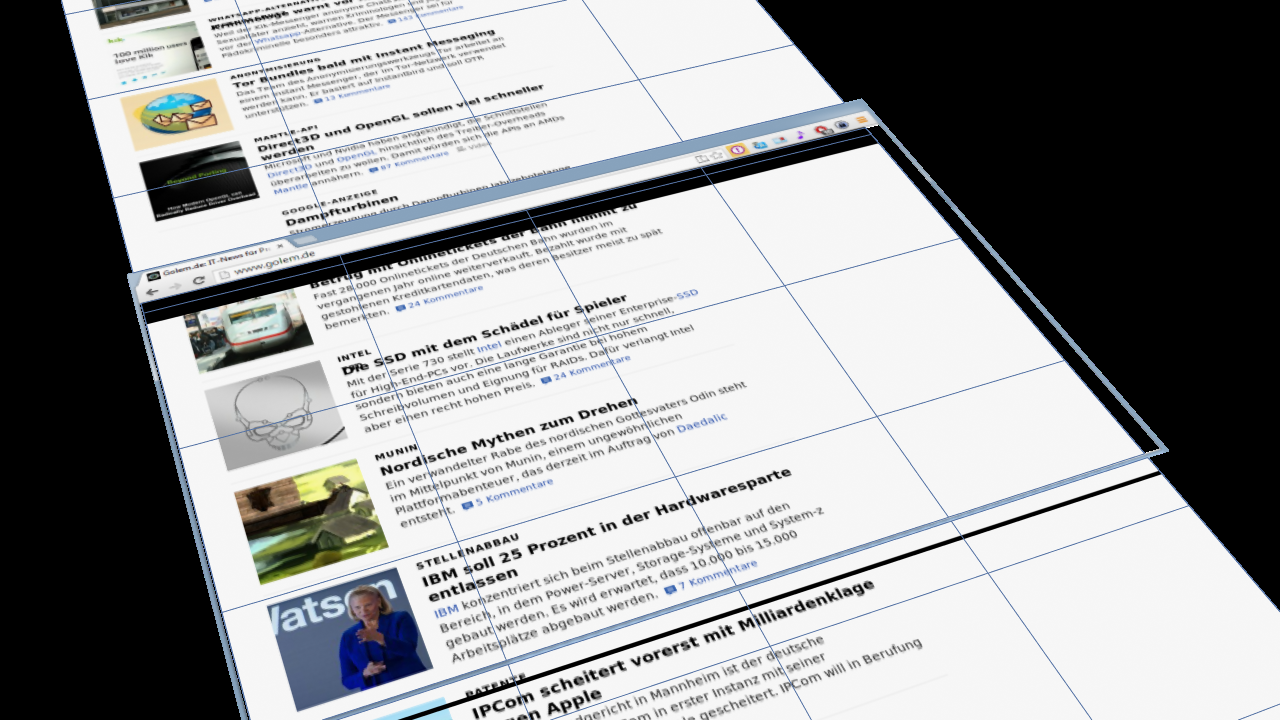 WHATSAPP-ALTERNATIV
warnt vor
Weil der Kik-Messenger anonyme Chats
Sexualtäter anzieht, warnen Kriminologen und
vor der Whatsapp-Alternative. Der Messenger sei für
Pädokriminelle besonders attraktiv. 143 Kommentare
kik
100 million users
love Kik
ANONYMISIERUNG
Tor Bundles bald mit Instant Messaging
Das Team des Anonymisierungswerkzeugs Tor arbeitet an
einem Instant Messenger, der im Tor-Netzwerk verwendet
werden kann. Er basiert auf Instantbird und soll OTR
unterstützen. 13 Kommentare
MANTLE-API
Direct3D und OpenGL sollen viel schneller
werden
Microsoft und Nvidia haben angekündigt, die Schnittstellen
Direct3D und OpenGL hinsichtlich des Treiber-Overheads
überarbeiten zu wollen. Damit würden sich die APIs an AMDs
Mantle annähern. 87 Kommentare Video
Beyond Porting
How Modern OpenGL can
Radically Reduce Driver Overhead
GOOGLE-ANZEIGE
Dampfturbinen
Stromerzeugung durch Dampfturbinen Jahrzehntelange
Golem.de: IT-News für Pr
www.golem.de
Betrug mit Onlinetickets der Bahn nimmt zu
Fast 28.000 Onlinetickets der Deutschen Bahn wurden im
vergangenen Jahr online weiterverkauft. Bezahlt wurde mit
gestohlenen Kreditkartendaten, was deren Besitzer meist zu spät
bemerkten. 24 Kommentare
INTEL
Die SSD mit dem Schädel für Spieler
Mit der Serie 730 stellt Intel einen Ableger seiner Enterprise-SSD
für High-End-PCs vor. Die Laufwerke sind nicht nur schnell,
sondern bieten auch eine lange Garantie bei hohem
Schreibvolumen und Eignung für RAIDs. Dafür verlangt Intel
aber einen recht hohen Preis. 24 Kommentare
MUNIN
Nordische Mythen zum Drehen
Ein verwandelter Rabe des nordischen Gottesvaters Odin steht
im Mittelpunkt von Munin, einem ungewöhnlichen
Plattformabenteuer, das derzeit im Auftrag von Daedalic
entsteht. 5 Kommentare
STELLENABBAU
IBM soll 25 Prozent in der Hardwaresparte
entlassen
IBM konzentriert sich beim Stellenabbau offenbar auf den
Bereich, in dem Power-Server, Storage-Systeme und System-z
gebaut werden. Es wird erwartet, dass 10.000 bis 15.000
Arbeitsplätze abgebaut werden. 7 Kommentare
Watson
PATENTE
IPCom scheitert vorerst mit Milliardenklage
gegen Apple
dgericht in Mannheim ist der deutsche
Com in erster Instanz mit seiner
gescheitert. IPCom will in Berufung